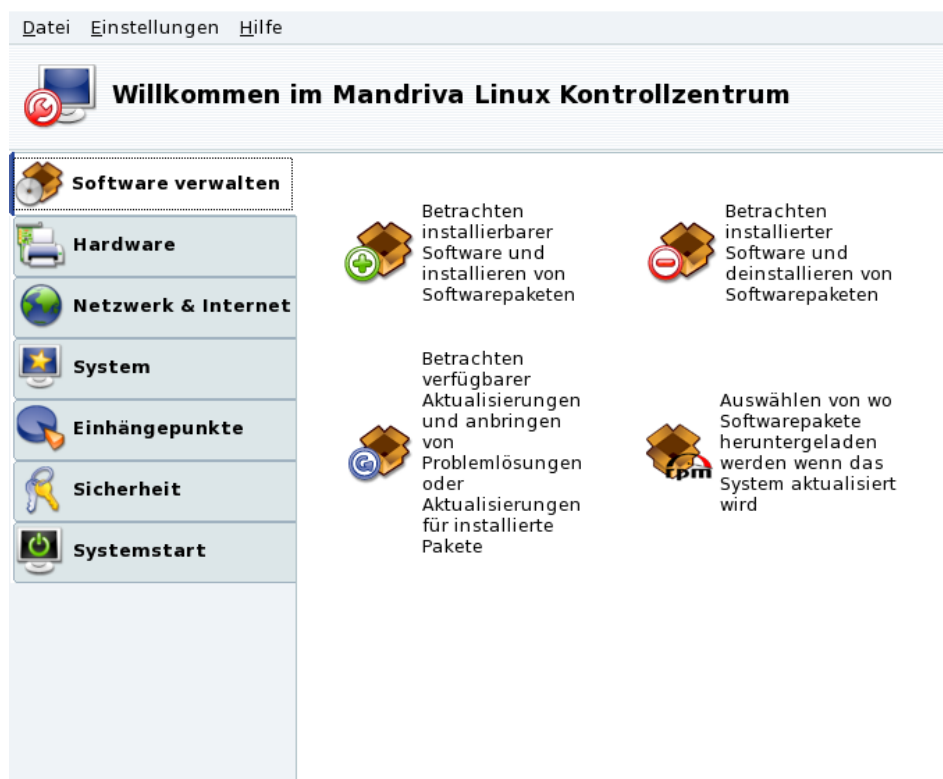 Datei Einstellungen Hilfe
Willkommen im Mandriva Linux Kontrollzentrum
Software verwalten
Hardware
Netzwerk & Internet
System
Einhängepunkte
Sicherheit
Systemstart
Betrachten
installierbarer
Software und
installieren von
Softwarepaketen
Betrachten
installierter
Software und
deinstallieren von
Softwarepaketen
Betrachten
verfügbarer
Aktualisierungen
und anbringen
von
Problemlösungen
oder
Aktualisierungen
für installierte
Pakete
rpm
Auswählen von wo
Softwarepakete
heruntergeladen
werden wenn das
System aktualisiert
wird